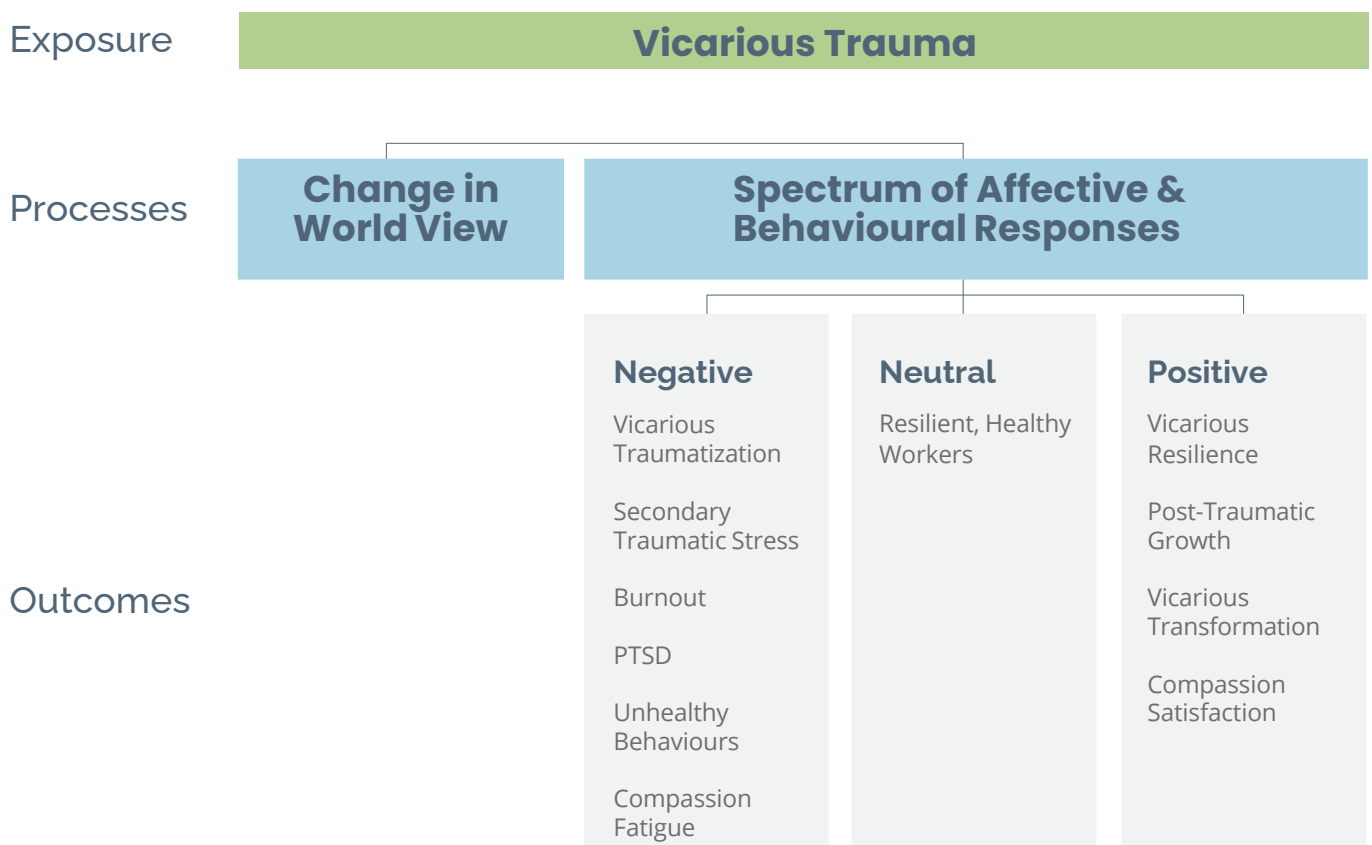 Exposure
Vicarious Trauma
Processes
Change in
World View
Spectrum of Affective &
Behavioural Responses
Outcomes
Negative
Vicarious
Traumatization
Secondary
Traumatic Stress
Burnout
PTSD
Unhealthy
Behaviours
Compassion
Fatigue
Neutral
Resilient, Healthy
Workers
Positive
Vicarious
Resilience
Post-Traumatic
Growth
Vicarious
Transformation
Compassion
Satisfaction